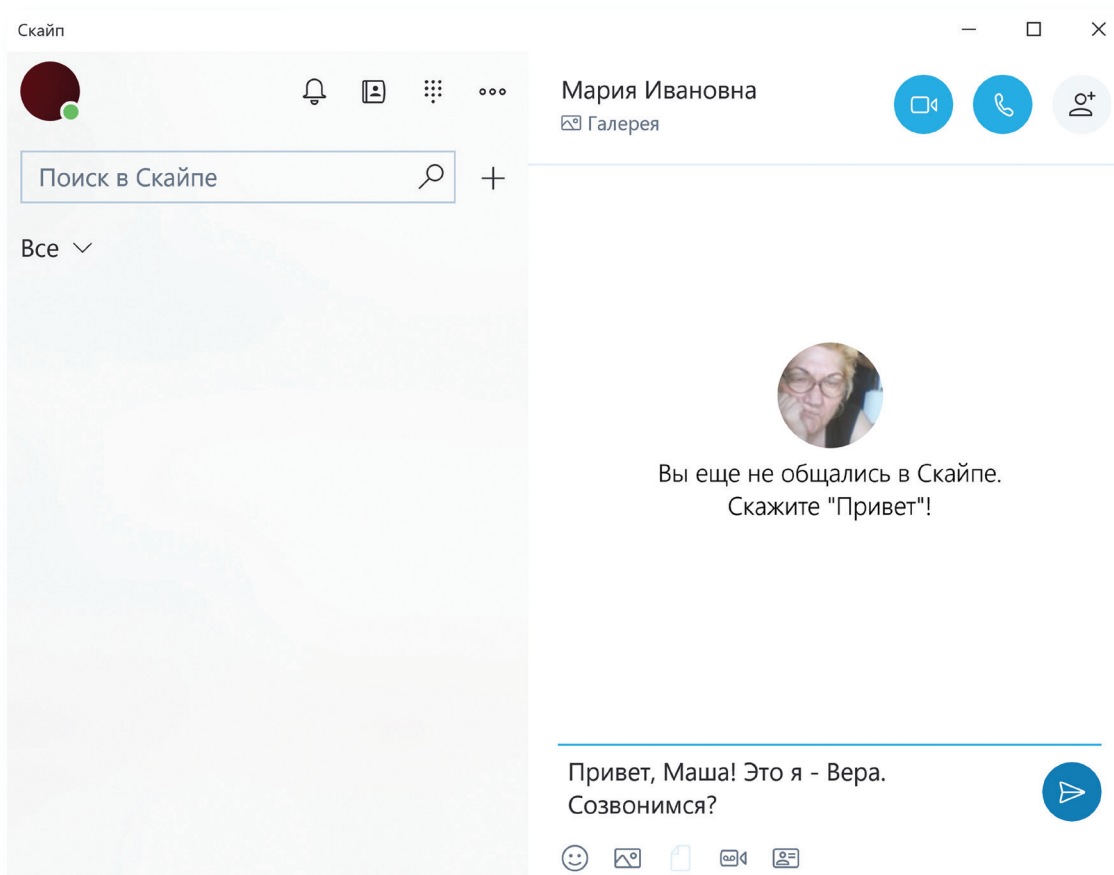 Скайп
Поиск в Скайпе
Все
Мария Ивановна
Галерея
Вы еще не общались в Скайпе.
Скажите "Привет"!
Привет, Маша! Это я - Вера.
Созвонимся?